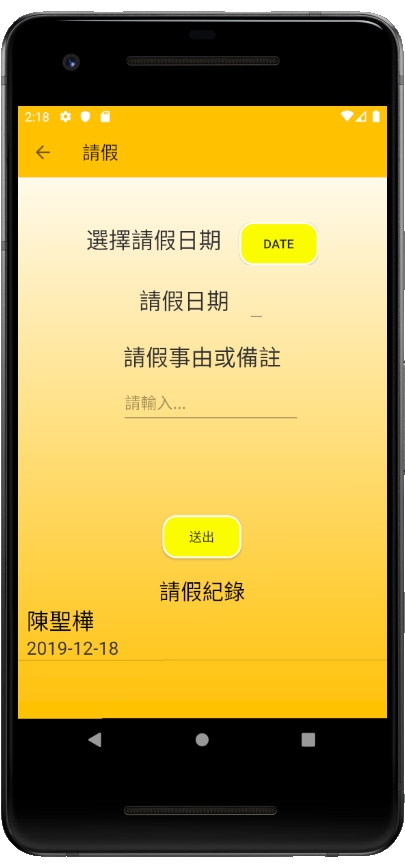 2:18
請假
選擇請假日期 DATE
請假日期 _
請假事由或備註
請輸入...
送出
請假紀錄
陳聖樺
2019-12-18